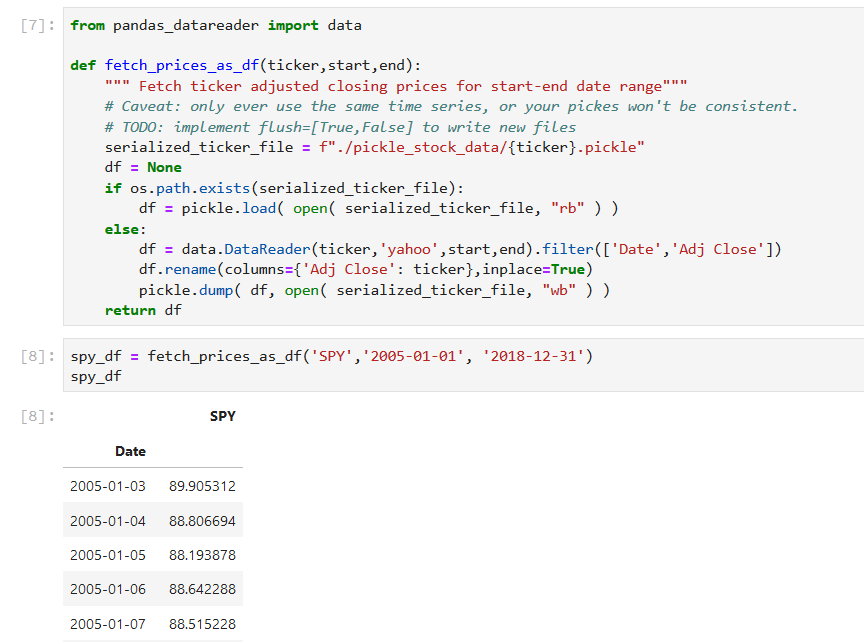 [7]: from pandas_datareader import data
def fetch_prices_as_df(ticker,start,end):
    """ Fetch ticker adjusted closing prices for start-end date range"""
    # Caveat: only ever use the same time series, or your pickes won't be consistent.
    # TODO: implement flush=[True,False] to write new files
    serialized_ticker_file = f"./pickle_stock_data/{ticker}.pickle"
    df = None
    if os.path.exists(serialized_ticker_file):
        df = pickle.load( open( serialized_ticker_file, "rb" ) )
    else:
        df = data.DataReader(ticker,'yahoo',start,end).filter(['Date','Adj Close'])
        df.rename(columns={'Adj Close': ticker},inplace=True)
        pickle.dump( df, open( serialized_ticker_file, "wb" ) )
    return df
[8]: spy_df = fetch_prices_as_df('SPY','2005-01-01', '2018-12-31')
spy_df
[8]: SPY
Date
2005-01-03 89.905312
2005-01-04 88.806694
2005-01-05 88.193878
2005-01-06 88.642288
2005-01-07 88.515228